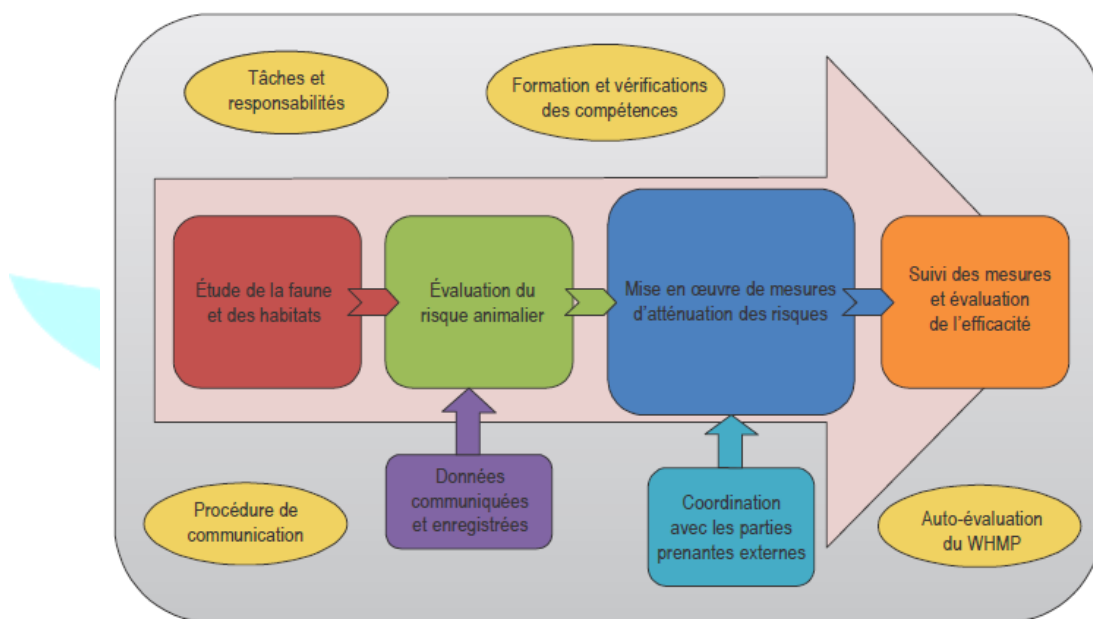 Tâches et
responsabilités
Formation et vérifications
des compétences
Étude de la faune
et des habitats
Évaluation du
risque animalier
Mise en œuvre de mesures
d'atténuation des risques
Suivi des mesures
et évaluation
de l'efficacité
Données
communiquées
et enregistrées
Coordination
avec les parties
prenantes externes
Procédure de
communication
Auto-évaluation
du WHMP